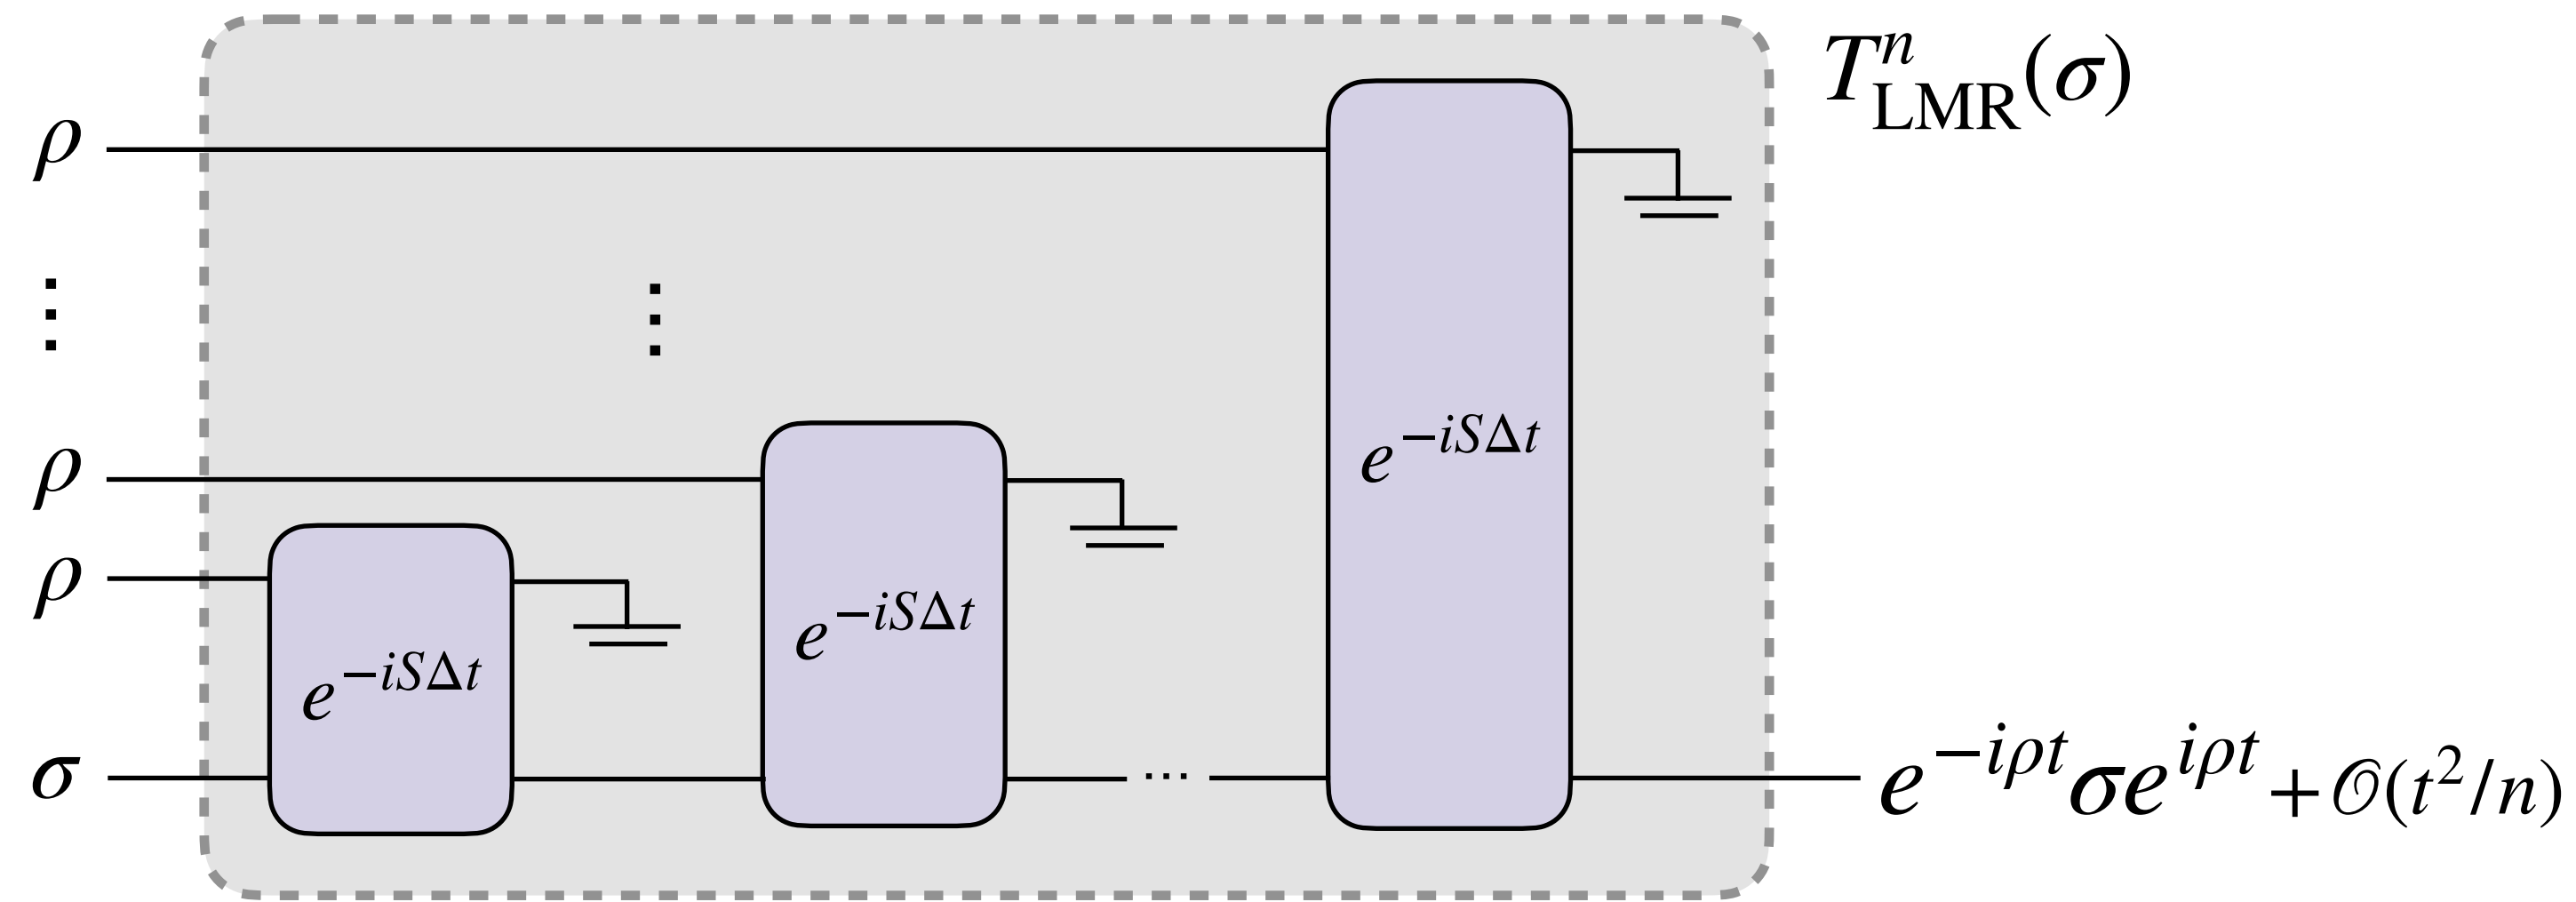 T^n_LMR(σ)
ρ
⋮
⋮
ρ
ρ
σ
e^{−iSΔt}
e^{−iSΔt}
e^{−iSΔt}
⋯
e^{−iρt}σe^{iρt} + 𝒪(t²/n)